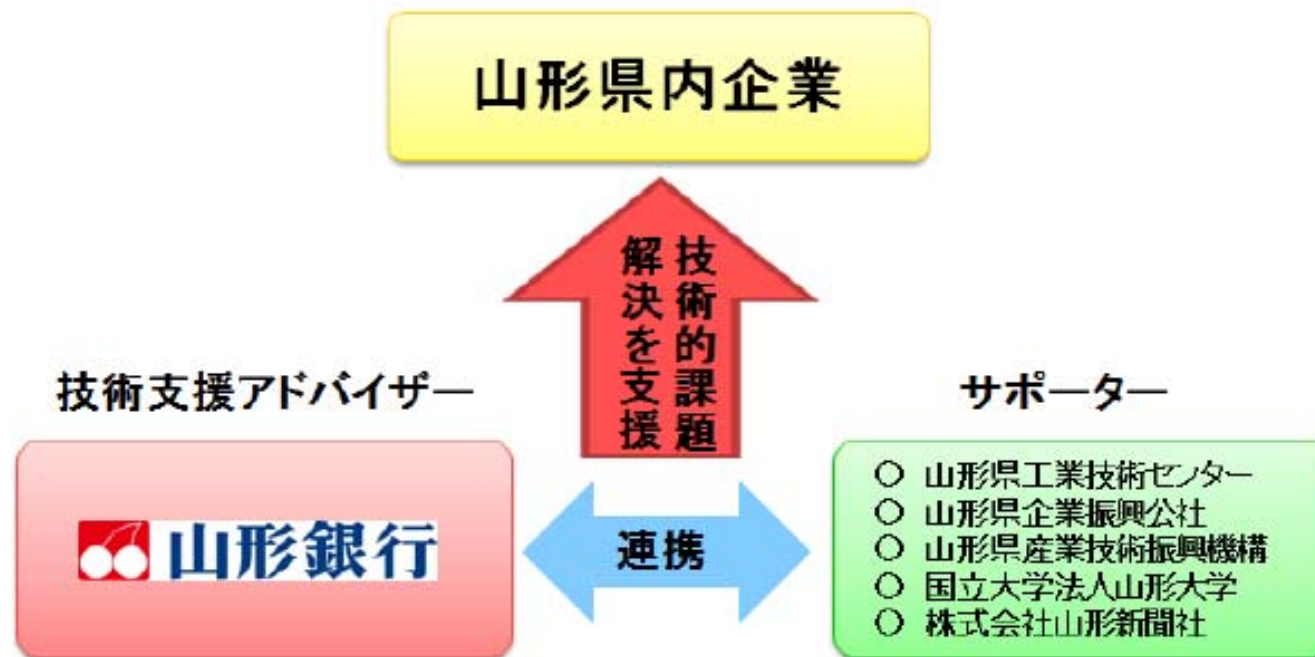 山形県内企業
技術的課題
解決を支援
技術支援アドバイザー
サポーター
山形銀行
連携
○ 山形県工業技術センター
○ 山形県企業振興公社
○ 山形県産業技術振興機構
○ 国立大学法人山形大学
○ 株式会社山形新聞社